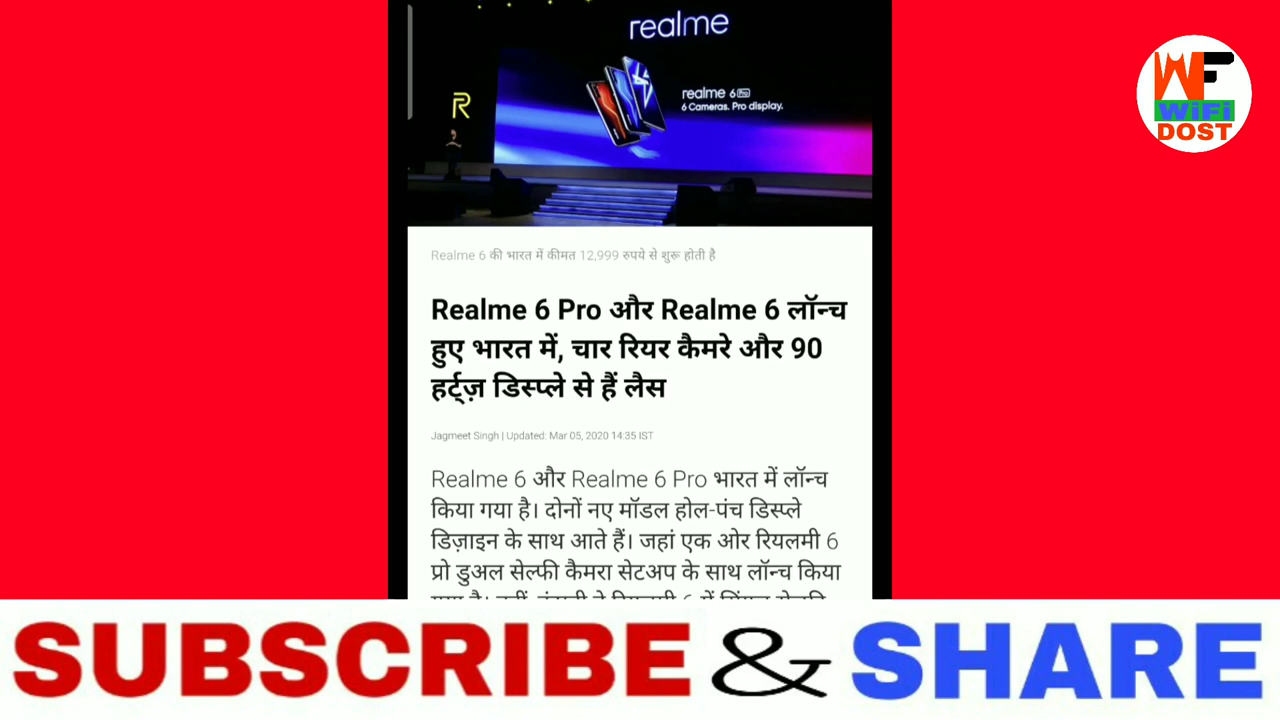 realme
realme 6 Pro
6 Cameras. Pro display.
WF
WiFi
DOST
Realme 6 की भारत में कीमत 12,999 रुपये से शुरू होती है
Realme 6 Pro और Realme 6 लॉन्च
हुए भारत में, चार रियर कैमरे और 90
हर्ट्ज़ डिस्प्ले से हैं लैस
Jagmeet Singh | Updated: Mar 05, 2020 14:35 IST
Realme 6 और Realme 6 Pro भारत में लॉन्च
किया गया है। दोनों नए मॉडल होल-पंच डिस्प्ले
डिज़ाइन के साथ आते हैं। जहां एक ओर रियलमी 6
प्रो डुअल सेल्फी कैमरा सेटअप के साथ लॉन्च किया
SUBSCRIBE & SHARE